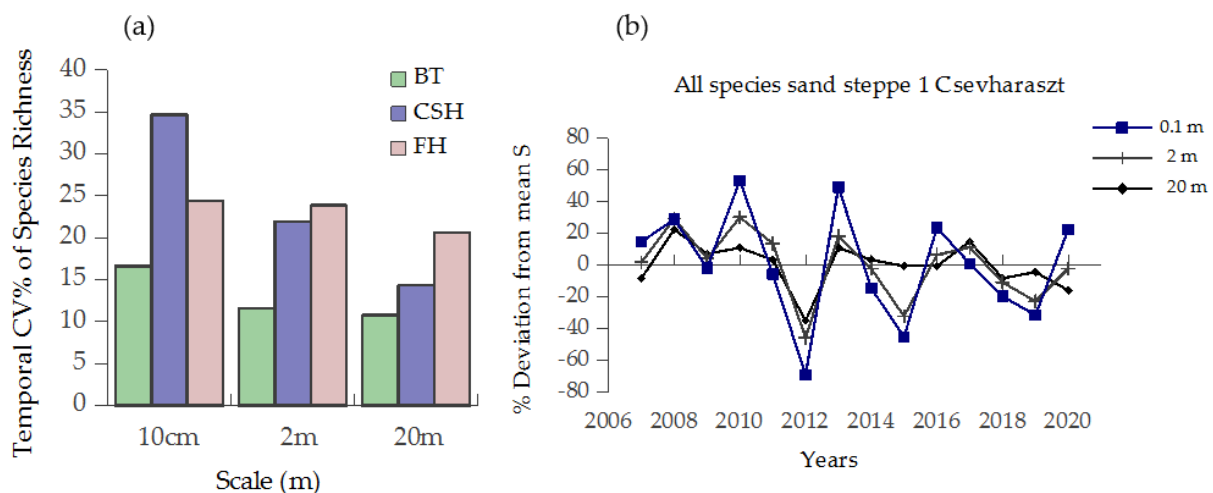 (a)
Temporal CV% of Species Richness
40
35
30
25
20
15
10
5
0
BT
CSH
FH
10cm
2m
20m
Scale (m)
(b)
All species sand steppe 1 Csevharaszt
% Deviation from mean S
80
60
40
20
0
-20
-40
-60
-80
2006 2008 2010 2012 2014 2016 2018 2020
Years
0.1 m
2 m
20 m